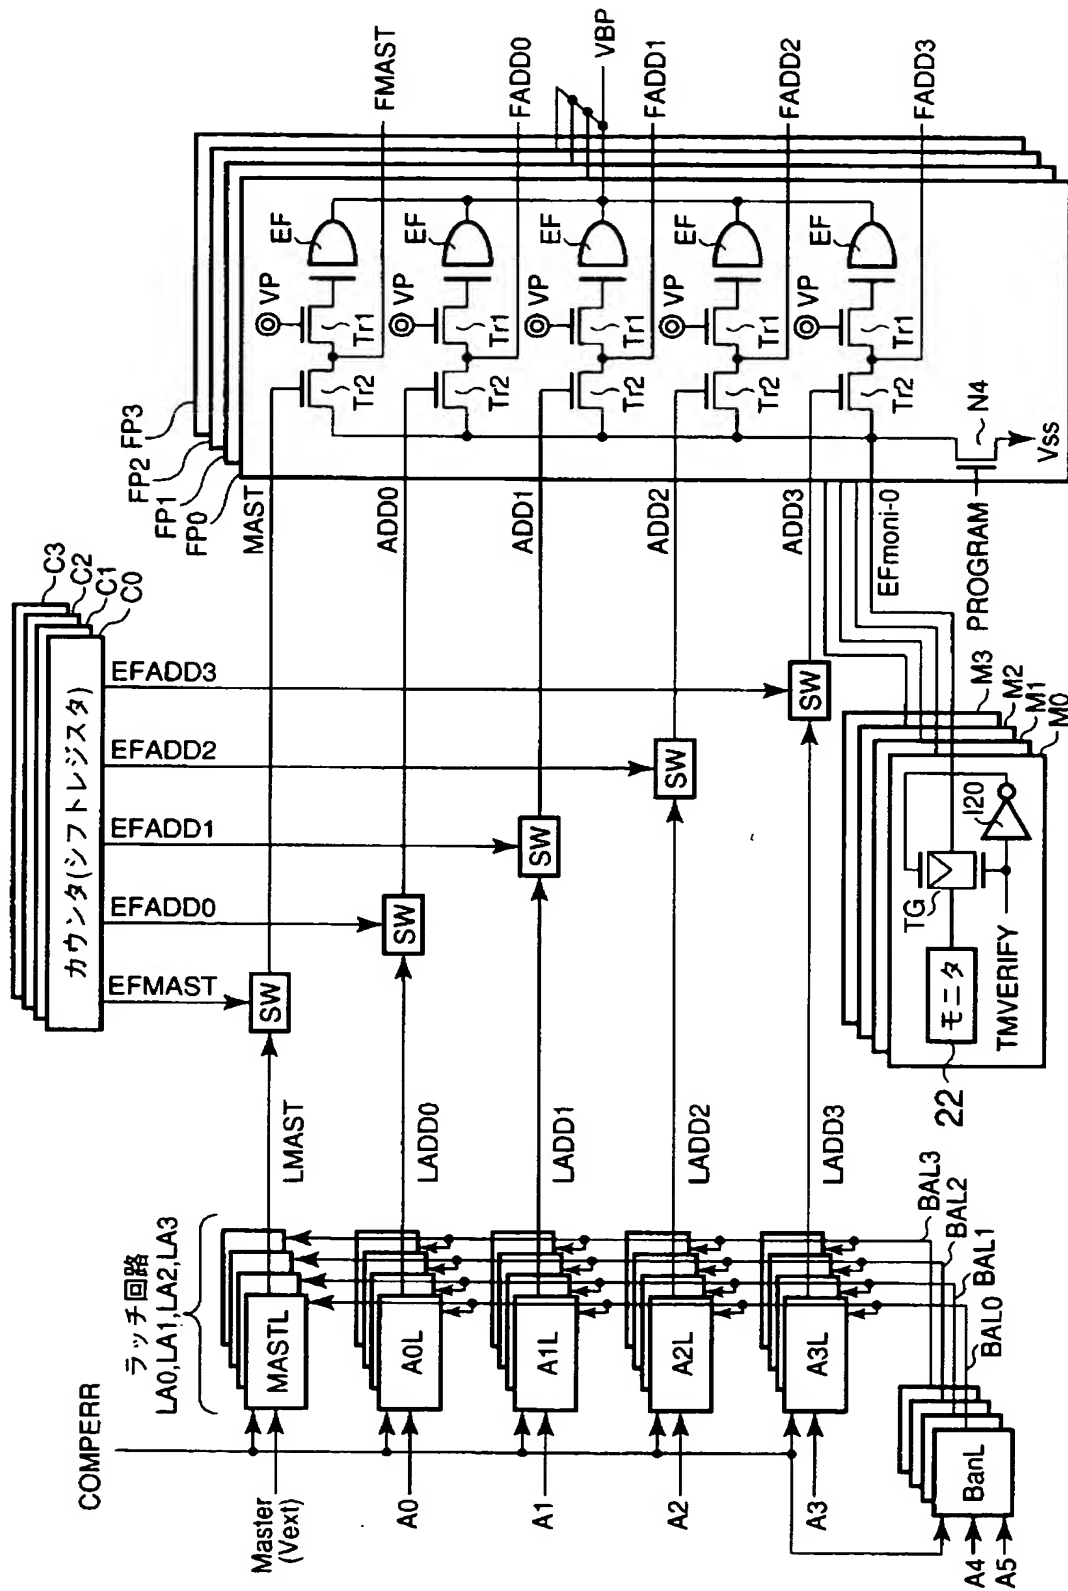 COMPERR
ラッチ回路
LA0,LA1,LA2,LA3
Master
(Vext)
MASTL
LMAST
SW
EFMAST
MAST
A0
A0L
LADD0
SW
EFADD0
ADD0
A1
A1L
LADD1
SW
EFADD1
ADD1
A2
A2L
LADD2
SW
EFADD2
ADD2
A3
A3L
LADD3
SW
EFADD3
ADD3
カウンタ(シフトレジスタ)
C3
C2
C1
C0
FP3
FP2
FP1
FP0
Tr2
Tr1
VP
EF
FMAST
Tr2
Tr1
VP
EF
FADD0
Tr2
Tr1
VP
EF
VBP
FADD1
Tr2
Tr1
VP
EF
FADD2
Tr2
Tr1
VP
EF
FADD3
N4
Vss
PROGRAM
EFmoni-0
M3
M2
M1
M0
モニタ
22
TG
I20
TMVERIFY
BAL3
BAL2
BAL1
BAL0
BanL
A4
A5